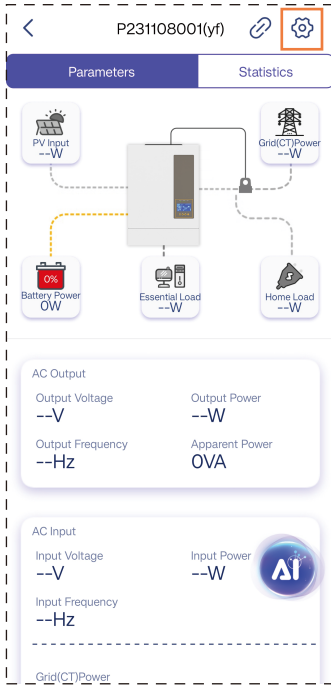 P231108001(yf)
Parameters
Statistics
PV Input
--W
Grid(CT)Power
--W
0%
Battery Power
0W
Essential Load
--W
Home Load
--W
AC Output
Output Voltage
--V
Output Power
--W
Output Frequency
--Hz
Apparent Power
0VA
AC Input
Input Voltage
--V
Input Power
--W
AI
Input Frequency
--Hz
Grid(CT)Power